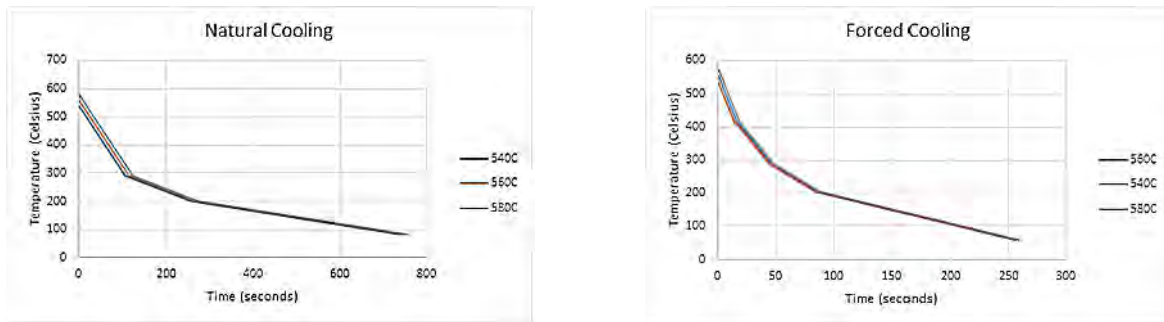 Natural Cooling
Temperature (Celsius)
700
600
500
400
300
200
100
0
0 200 400 600 800
Time (seconds)
540C
560C
580C
Forced Cooling
Temperature (Celsius)
600
500
400
300
200
100
0
0 50 100 150 200 250 300
Time (seconds)
560C
540C
580C